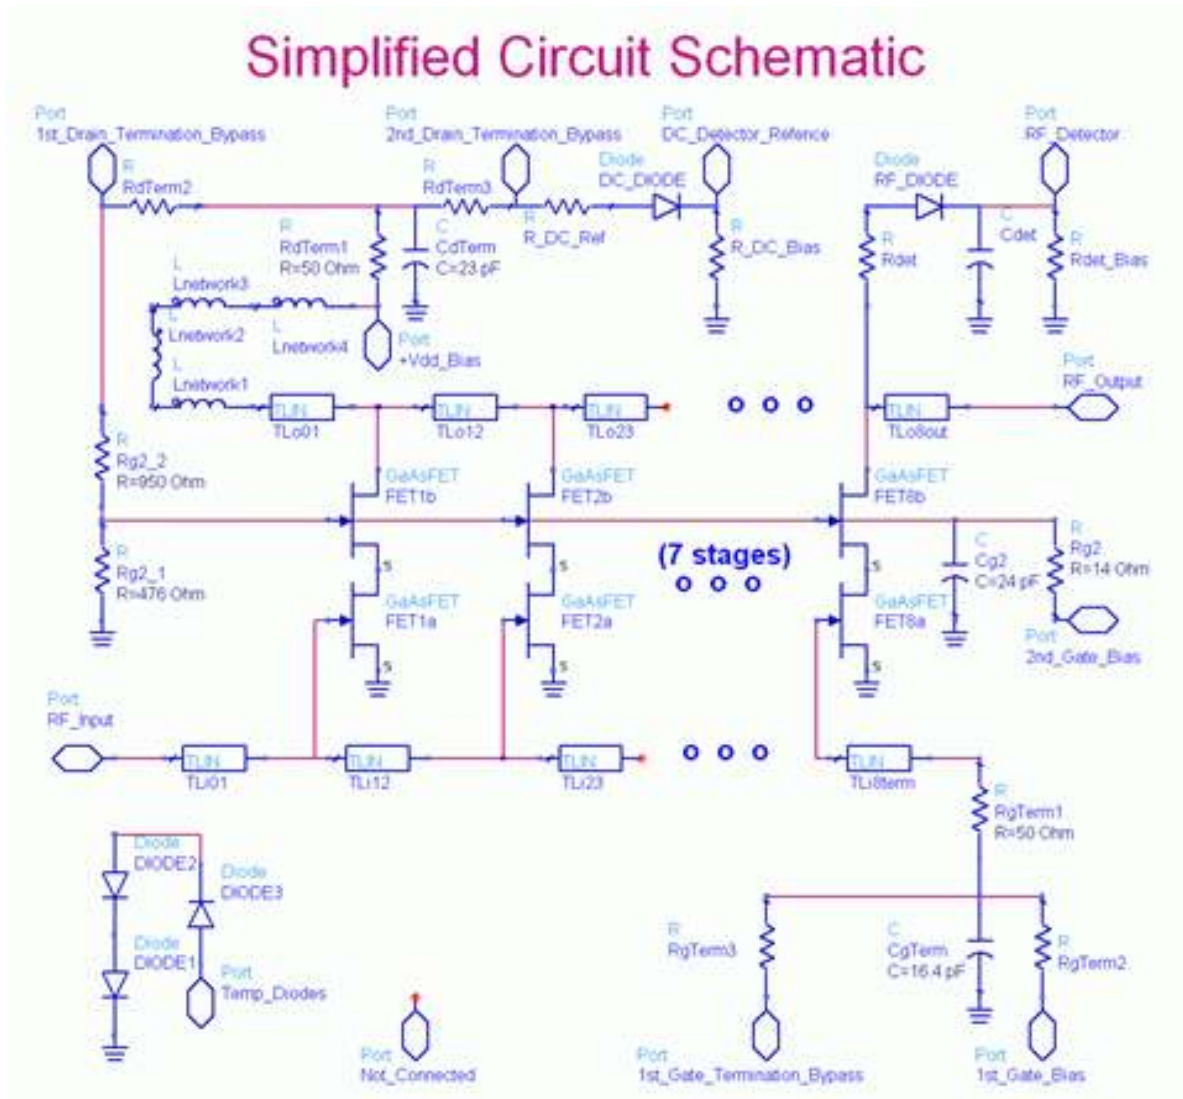 Simplified Circuit Schematic
Port
1st_Drain_Termination_Bypass
Port
2nd_Drain_Termination_Bypass
Port
DC_Detector_Refence
Port
RF_Detector
R
RdTerm2
R
RdTerm3
Diode
DC_DIODE
Diode
RF_DIODE
R
RdTerm1
R=50 Ohm
C
CdTerm
C=23 pF
R
R_DC_Ref
R
R_DC_Bias
R
Rdet
C
Cdet
R
Rdet_Bias
L
Lnetwork3
L
Lnetwork2
L
Lnetwork4
L
Lnetwork1
Port
+Vdd_Bias
Port
RF_Output
TLIN
TLo01
TLIN
TLo12
TLIN
TLo23
TLIN
TLo8out
R
Rg2_2
R=950 Ohm
GaAsFET
FET1b
GaAsFET
FET2b
GaAsFET
FET8b
R
Rg2_1
R=476 Ohm
S
S
(7 stages)
S
C
Cg2
C=24 pF
R
Rg2
R=14 Ohm
GaAsFET
FET1a
GaAsFET
FET2a
GaAsFET
FET8a
S
S
S
Port
2nd_Gate_Bias
Port
RF_Input
TLIN
TLi01
TLIN
TLi12
TLIN
TLi23
TLIN
TLi8term
R
RgTerm1
R=50 Ohm
Diode
DIODE2
Diode
DIODE3
Diode
DIODE1
Port
Temp_Diodes
R
RgTerm3
C
CgTerm
C=16.4 pF
R
RgTerm2
Port
Not_Connected
Port
1st_Gate_Termination_Bypass
Port
1st_Gate_Bias